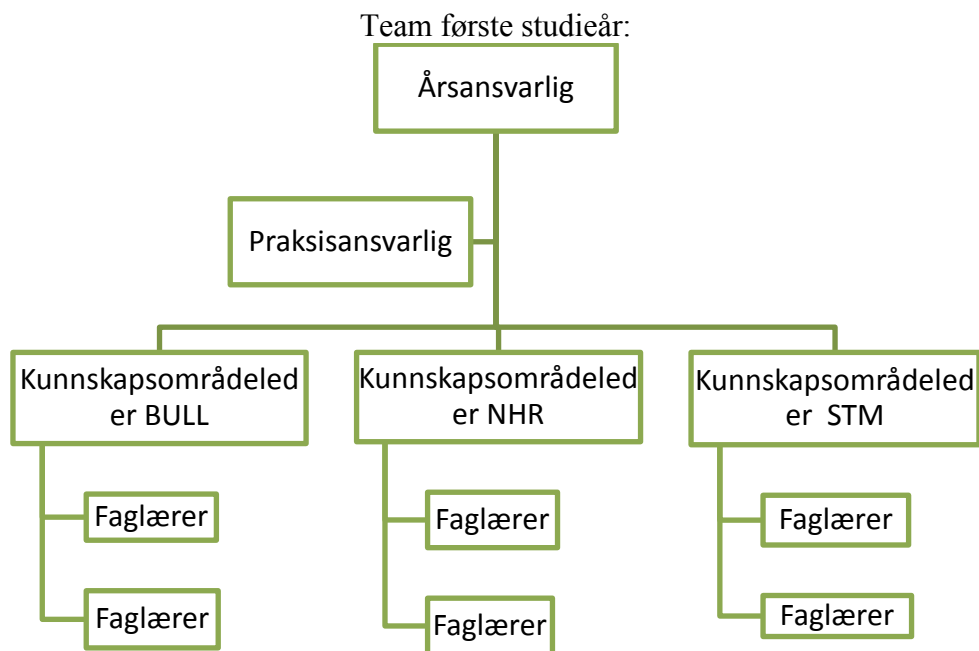 Team første studieår:
Årsansvarlig
Praksisansvarlig
Kunnskapsområdeled
er BULL
Kunnskapsområdeled
er NHR
Kunnskapsområdeled
er STM
Faglærer
Faglærer
Faglærer
Faglærer
Faglærer
Faglærer